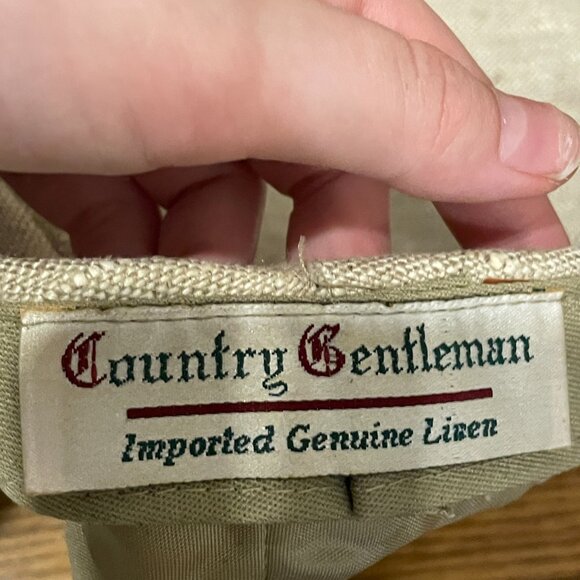 Country Gentleman
Imported Genuine Linen